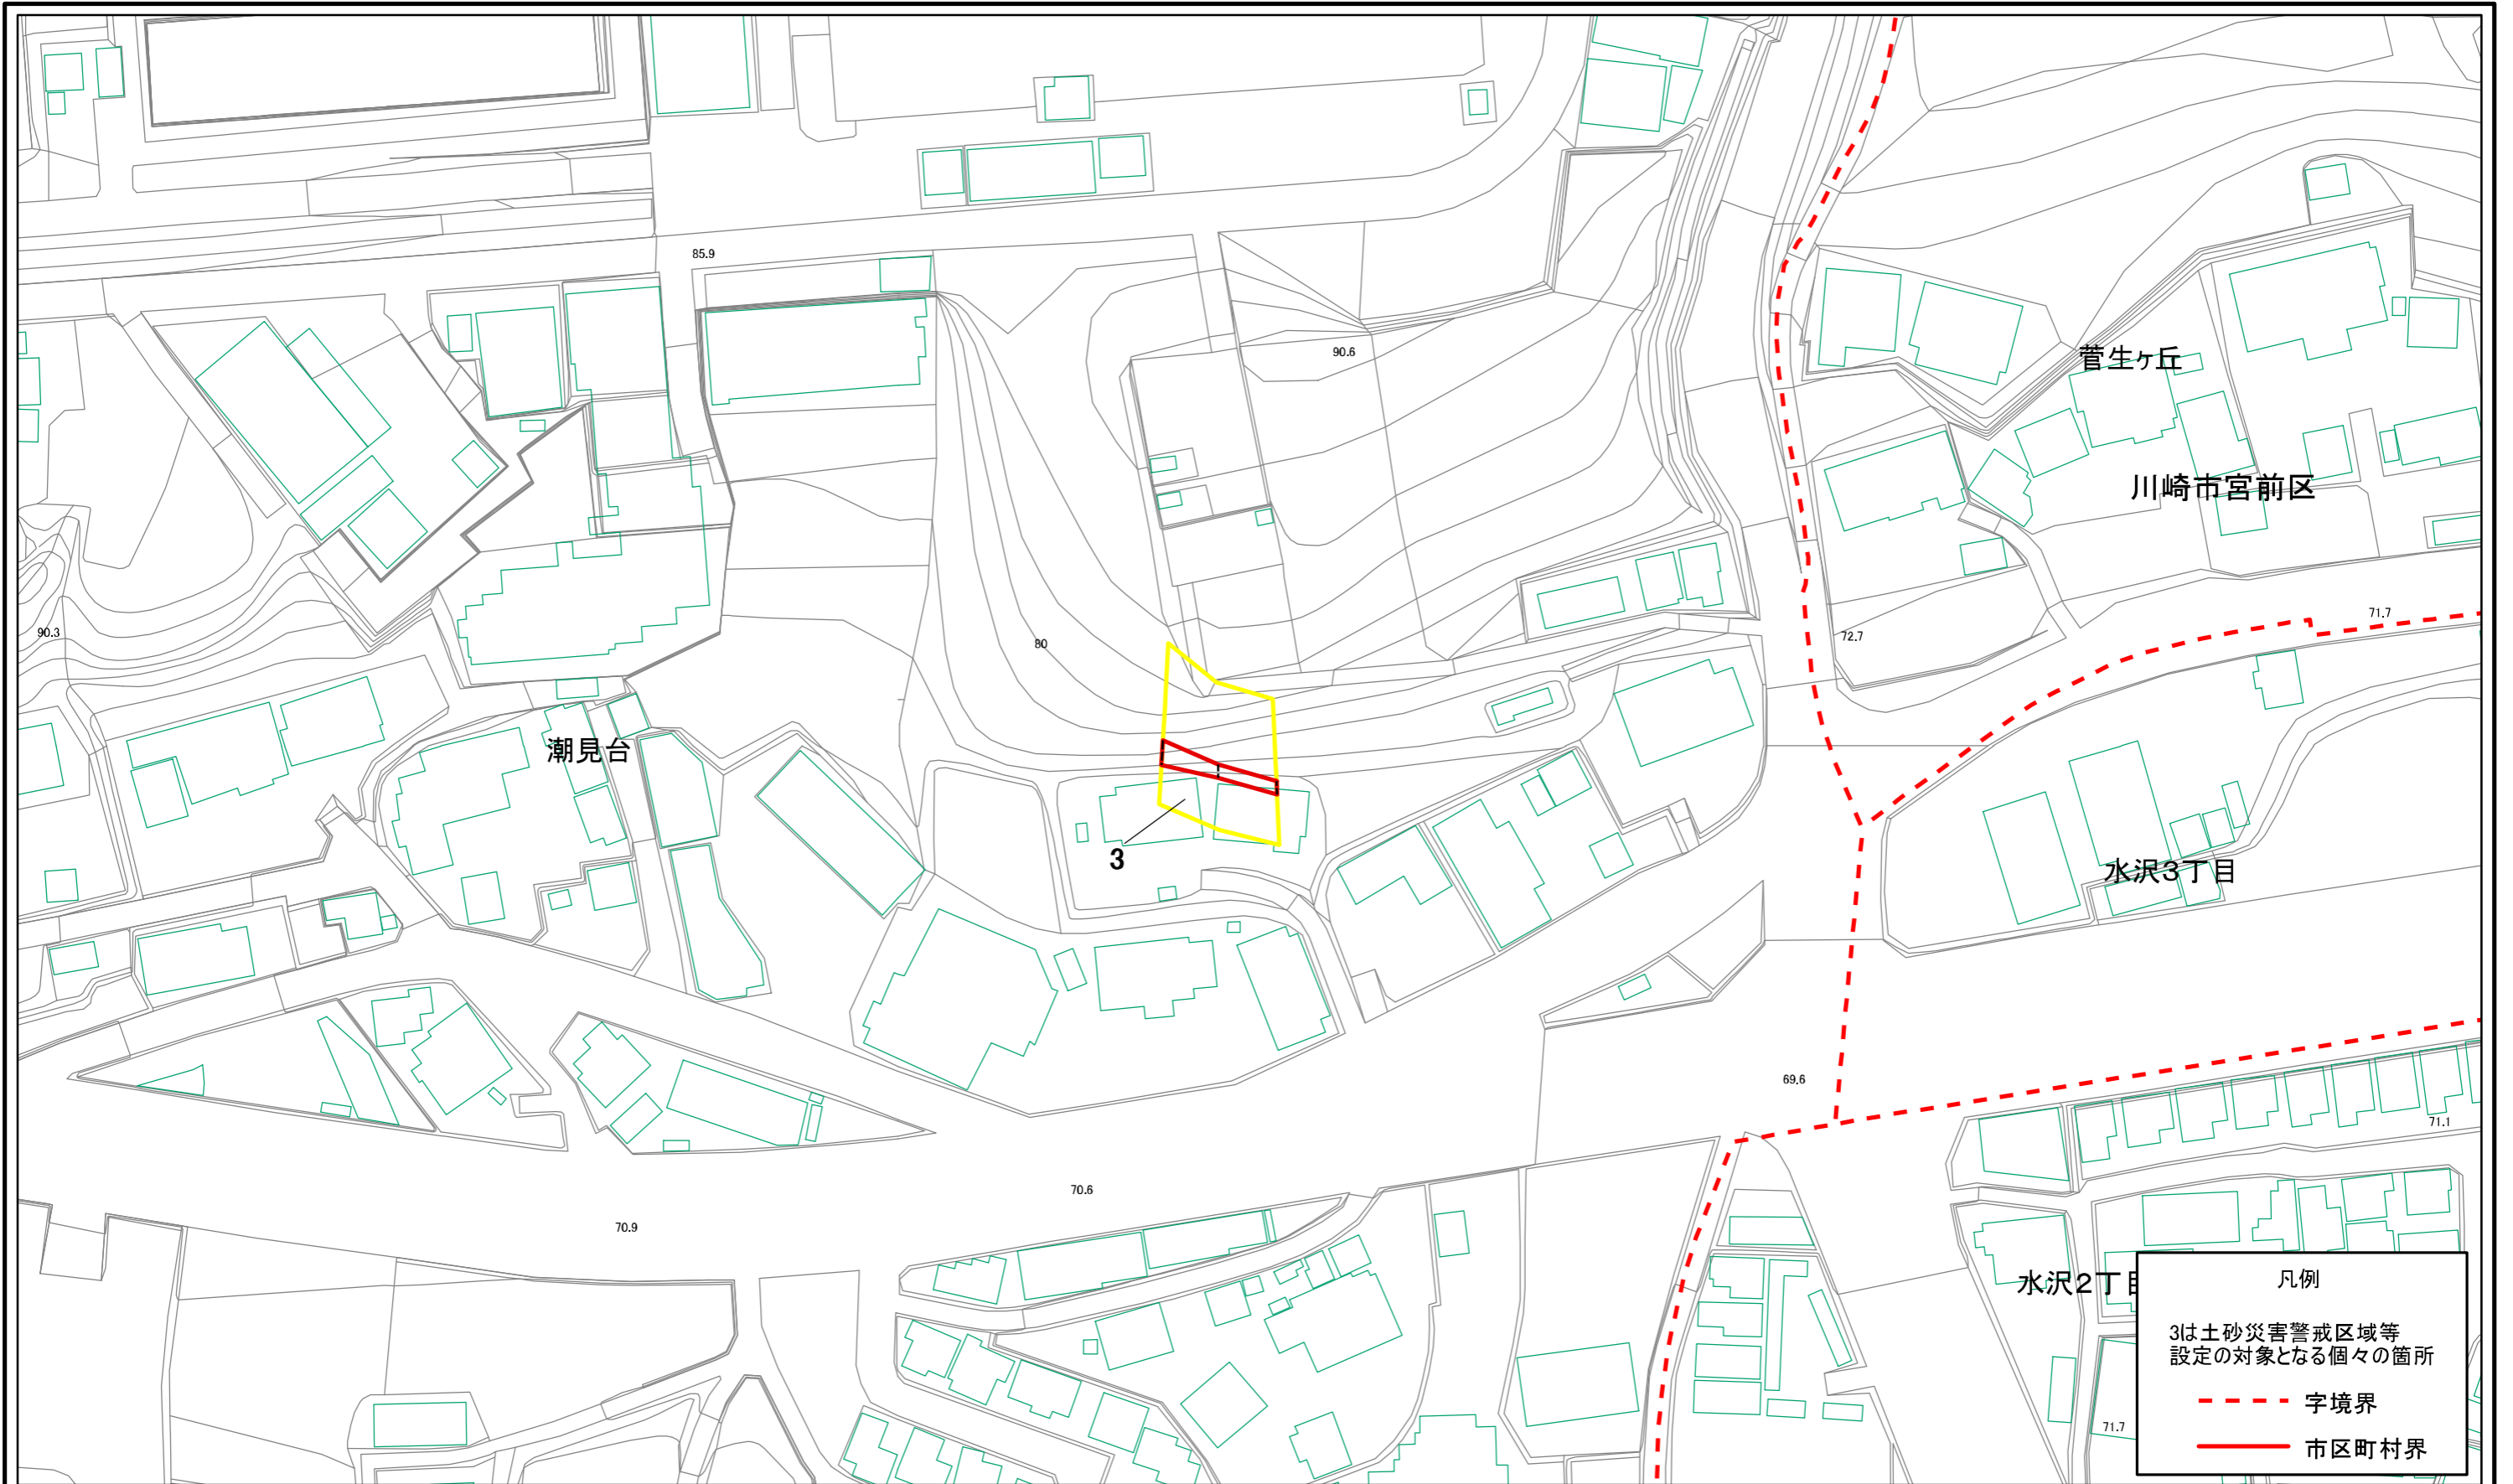 85.9
90.6
菅生ヶ丘
川崎市宮前区
90.3
80
72.7
71.7
潮見台
1
3
水沢3丁目
69.6
71.1
70.6
70.9
水沢2丁目
凡例
3は土砂災害警戒区域等
設定の対象となる個々の箇所
字境界
市区町村界
71.7